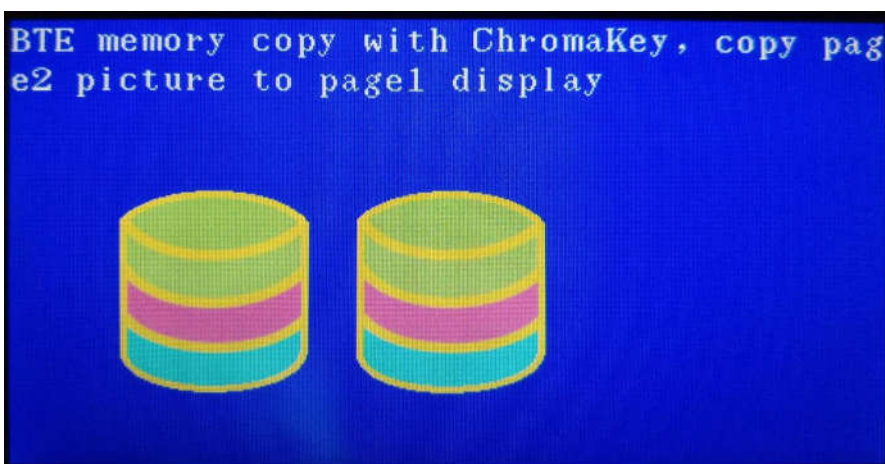 BTE memory copy with ChromaKey, copy pag
e2 picture to page1 display